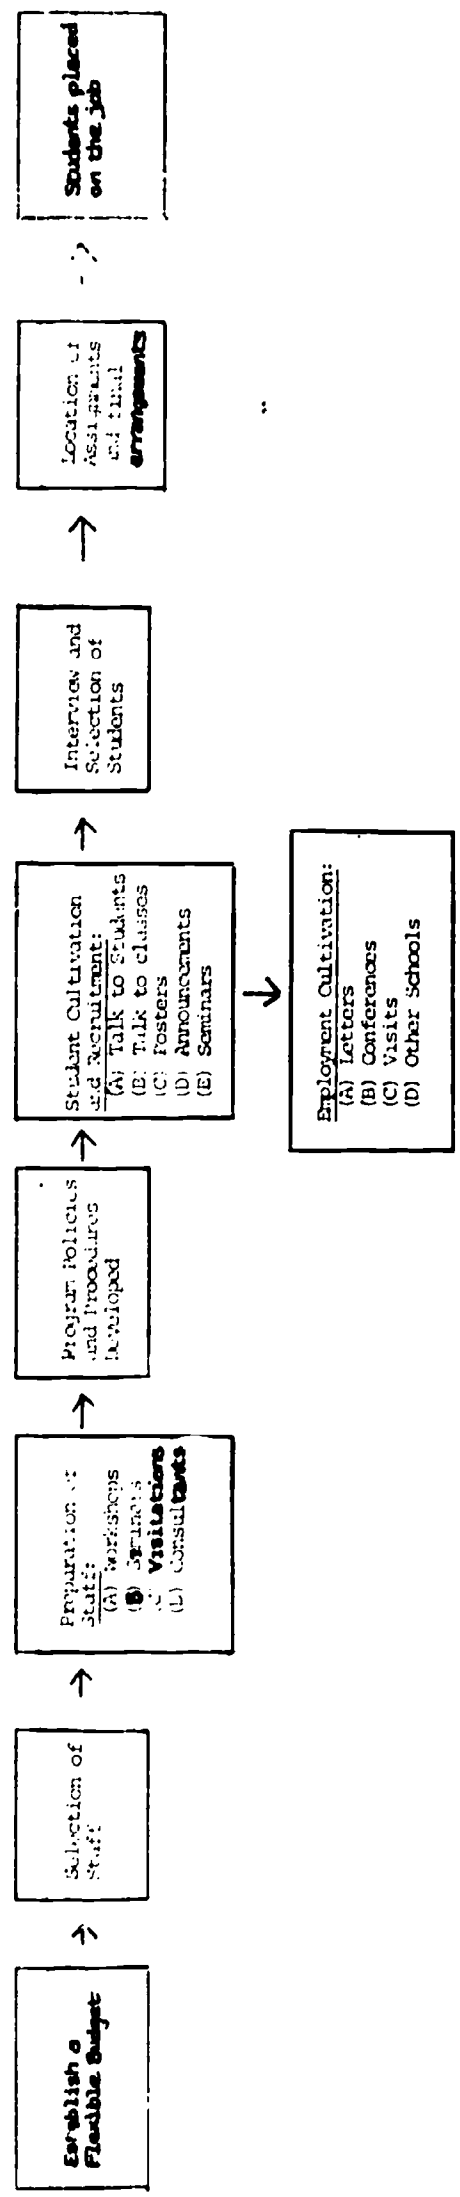 Establish a
Flexible Budget
Selection of
Staff
Preparation of
Staff:
(A) Workshops
(B) Seminars
(C) Visitations
(D) Consultants
Program Policies
and Procedures
Developed
Student Cultivation
and Recruitment:
(A) Talk to Students
(B) Talk to classes
(C) Posters
(D) Announcements
(E) Seminars
Employment Cultivation:
(A) Letters
(B) Conferences
(C) Visits
(D) Other Schools
Interview and
Selection of
Students
Location of
Assignments
and final
arrangements
Students placed
on the job